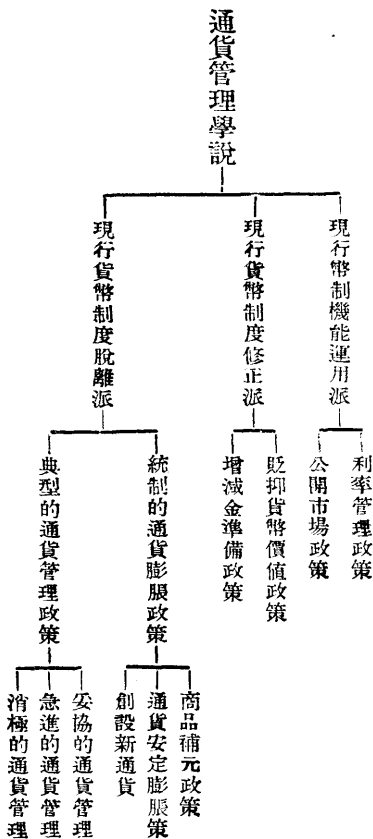 通貨管理學說
現行幣制機能運用派
利率管理政策
公開市場政策
現行貨幣制度修正派
貶抑貨幣價値政策
增減金準備政策
現行貨幣制度脫離派
統制的通貨膨脹政策
商品補元政策
通貨安定膨脹策
創設新通貨
典型的通貨管理政策
妥協的通貨管理
急進的通貨管理
消極的通貨管理